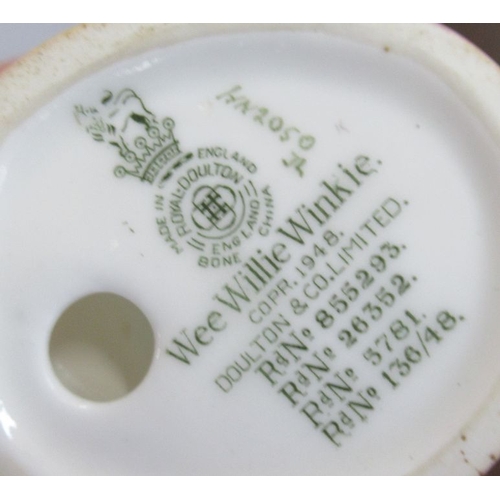 HN2050
MADE IN ENGLAND
ROYAL·DOULTON
ENGLAND
BONE CHINA
Wee Willie Winkie.
COPR. 1948.
DOULTON & CO. LIMITED.
RdNo 855293.
RdNo 26352.
RdNo 5781.
RdNo 136/48.